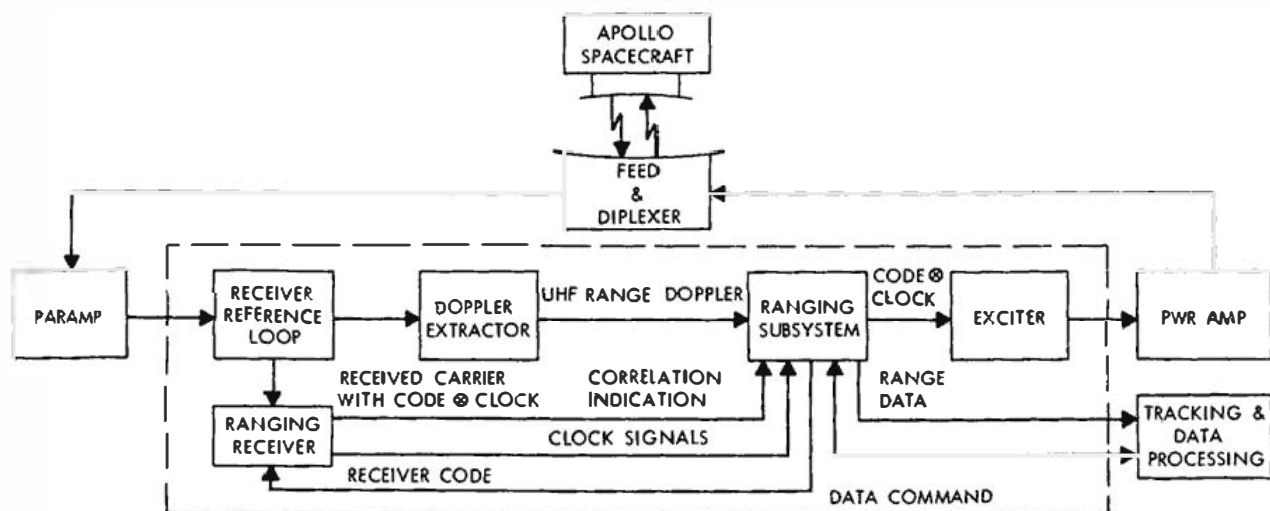 APOLLO
SPACECRAFT
FEED
&
DIPLEXER
PARAMP
RECEIVER
REFERENCE
LOOP
DOPPLER
EXTRACTOR
UHF RANGE DOPPLER
RANGING
SUBSYSTEM
CODE ⊗
CLOCK
EXCITER
PWR AMP
RECEIVED CARRIER
WITH CODE ⊗ CLOCK
CORRELATION
INDICATION
RANGE
DATA
RANGING
RECEIVER
CLOCK SIGNALS
RECEIVER CODE
DATA COMMAND
TRACKING &
DATA
PROCESSING